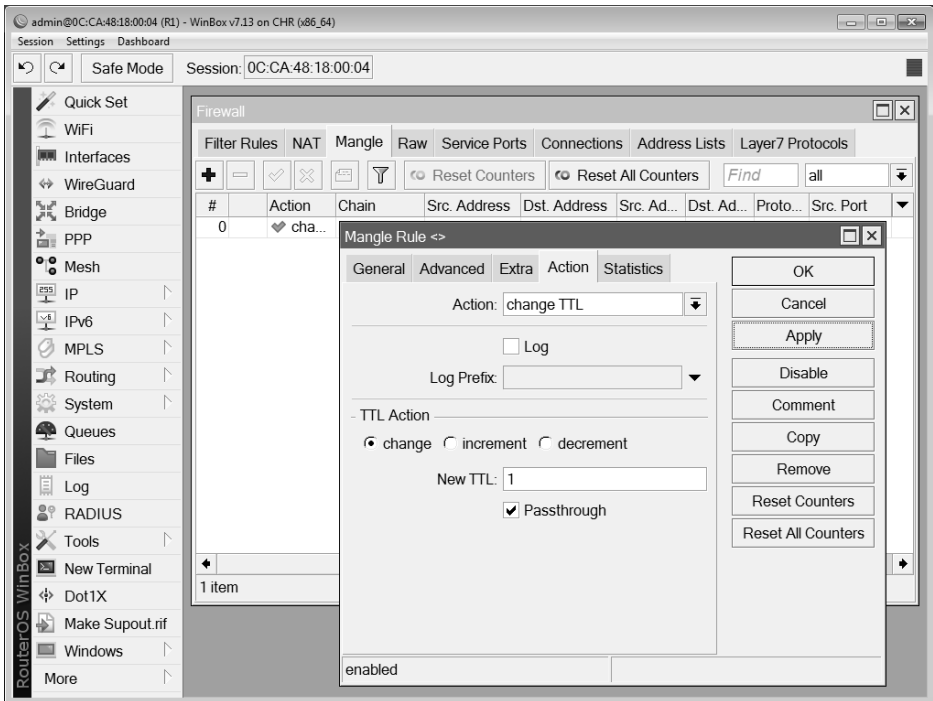 admin@0C:CA:48:18:00:04 (R1) - WinBox v7.13 on CHR (x86_64)
Session Settings Dashboard
Safe Mode Session: 0C:CA:48:18:00:04
Quick Set
WiFi
Interfaces
WireGuard
Bridge
PPP
Mesh
IP
IPv6
MPLS
Routing
System
Queues
Files
Log
RADIUS
Tools
New Terminal
Dot1X
Make Supout.rif
Windows
More
RouterOS WinBox
Firewall
Filter Rules NAT Mangle Raw Service Ports Connections Address Lists Layer7 Protocols
Reset Counters Reset All Counters Find all
# Action Chain Src. Address Dst. Address Src. Ad... Dst. Ad... Proto... Src. Port
0 cha...
1 item
Mangle Rule <>
General Advanced Extra Action Statistics
Action: change TTL
Log
Log Prefix:
TTL Action
change increment decrement
New TTL: 1
Passthrough
enabled
OK
Cancel
Apply
Disable
Comment
Copy
Remove
Reset Counters
Reset All Counters